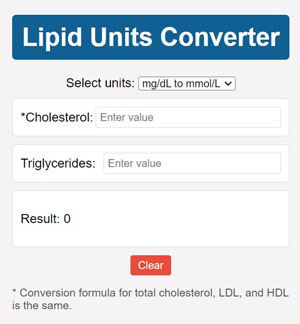 Lipid Units Converter
Select units: mg/dL to mmol/L
*Cholesterol: Enter value
Triglycerides: Enter value
Result: 0
Clear
* Conversion formula for total cholesterol, LDL, and HDL
is the same.